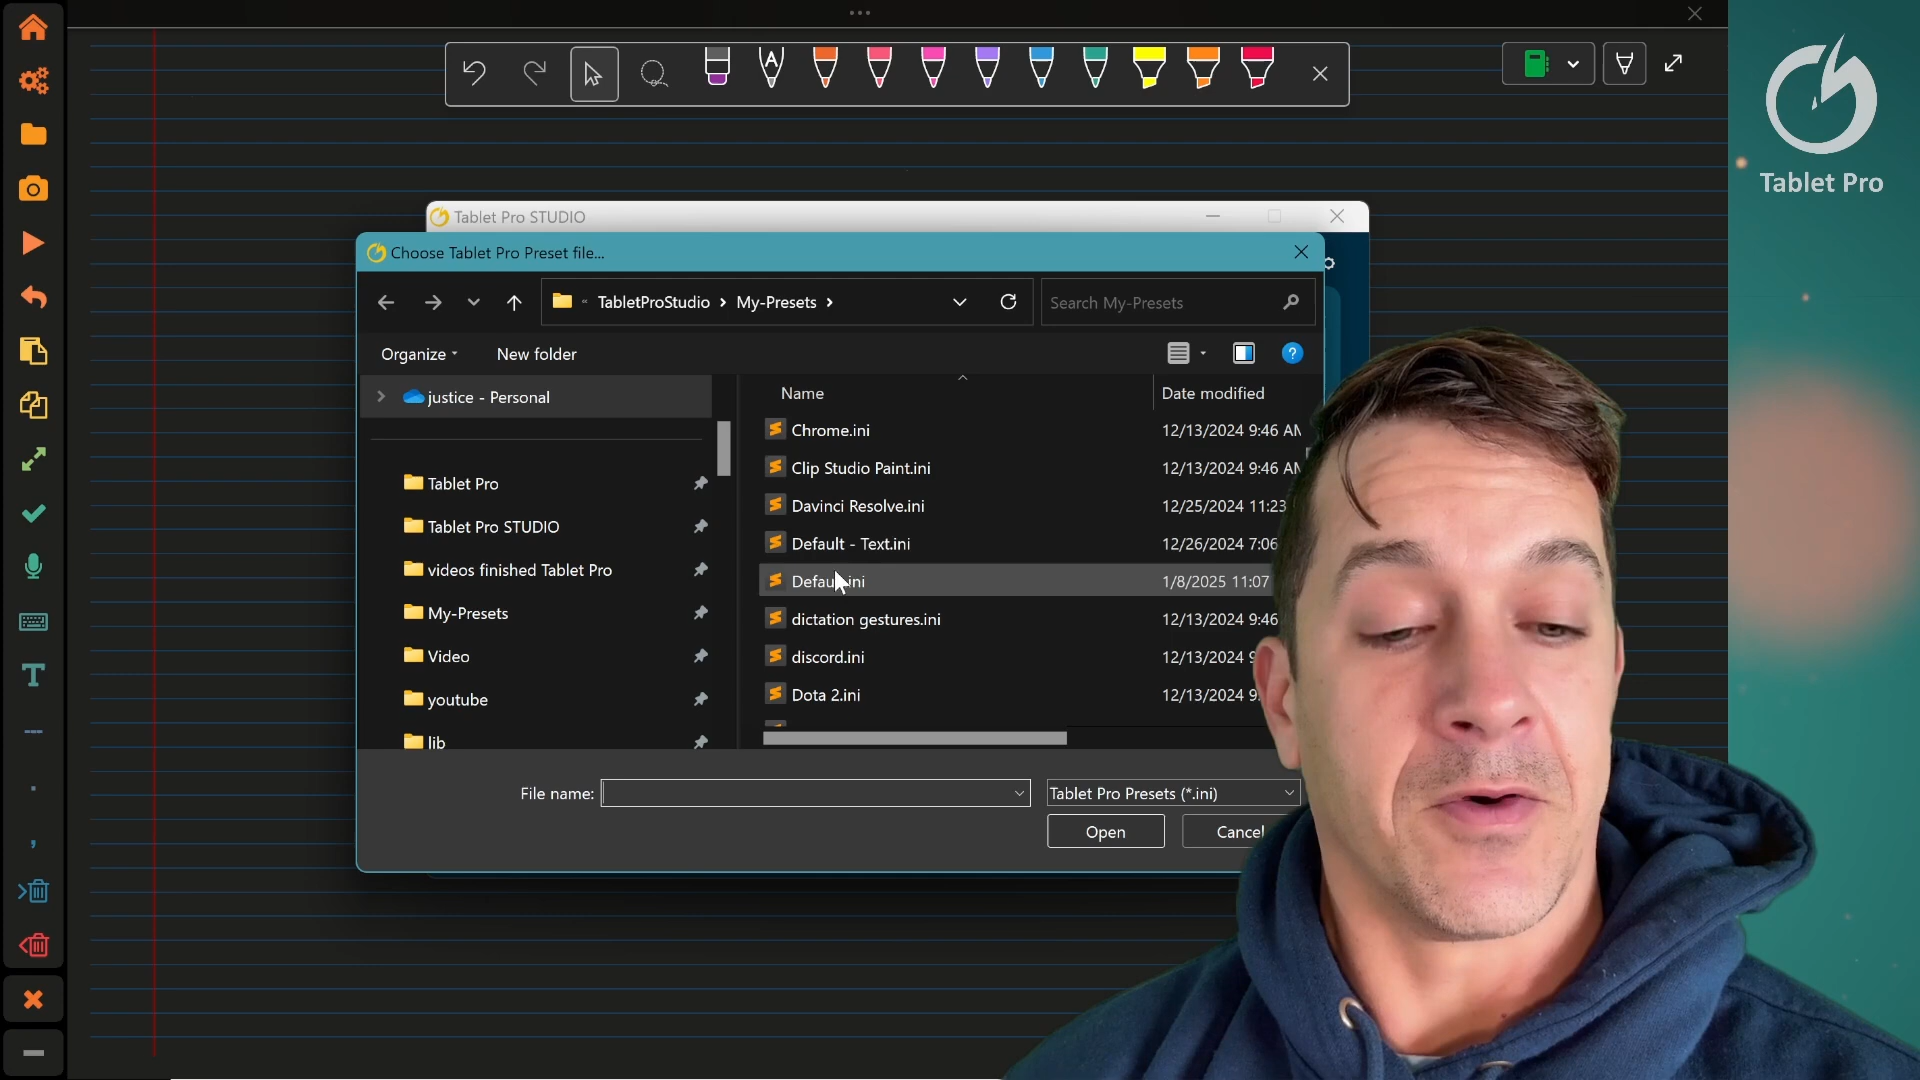 Tablet Pro
Tablet Pro STUDIO
Choose Tablet Pro Preset file...
TabletProStudio
My-Presets
Search My-Presets
Organize
New folder
?
justice - Personal
Tablet Pro
Tablet Pro STUDIO
videos finished Tablet Pro
My-Presets
Video
youtube
lib
Name
Date modified
Chrome.ini
12/13/2024 9:46
Clip Studio Paint.ini
12/13/2024 9:46
Davinci Resolve.ini
12/25/2024 11:23
Default - Text.ini
12/26/2024 7:06
1/8/2025 11:07
dictation gestures.ini
12/13/2024 9:46
discord.ini
12/13/2024
Dota 2.ini
12/13/2024
File name:
Tablet Pro Presets (*.ini)
Open
Cancel
T
A